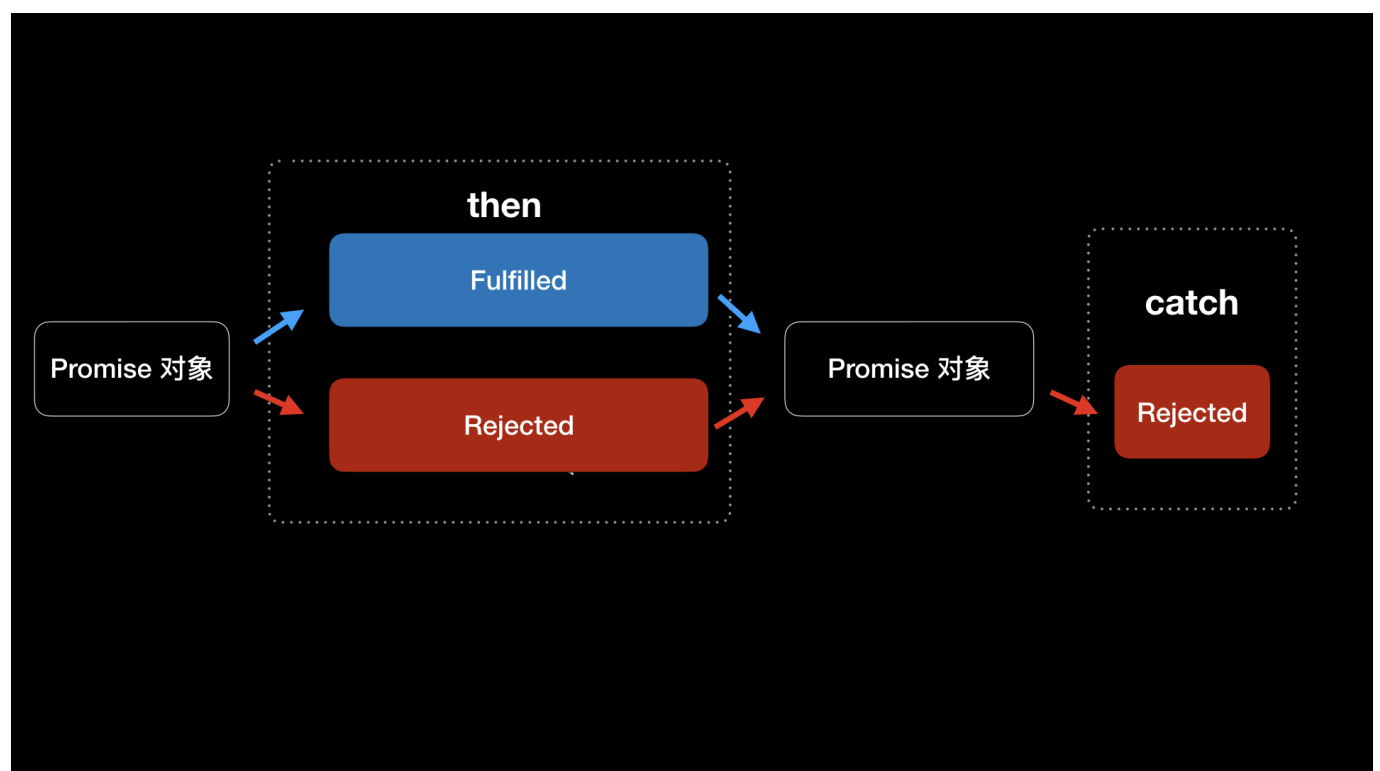 then
Fulfilled
Promise 对象
Rejected
Promise 对象
catch
Rejected